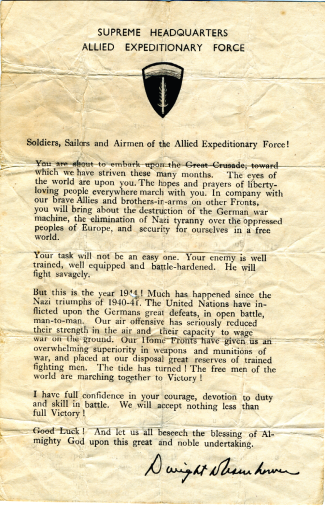 SUPREME HEADQUARTERS
ALLIED EXPEDITIONARY FORCE
Soldiers, Sailors and Airmen of the Allied Expeditionary Force!
You are about to embark upon the Great Crusade, toward
which we have striven these many months. The eyes of
the world are upon you. The hopes and prayers of liberty-
loving people everywhere march with you. In company with
our brave Allies and brothers-in-arms on other Fronts,
you will bring about the destruction of the German war
machine, the elimination of Nazi tyranny over the oppressed
peoples of Europe, and security for ourselves in a free
world.
Your task will not be an easy one. Your enemy is well
trained, well equipped and battle-hardened. He will
fight savagely.
But this is the year 1944! Much has happened since the
Nazi triumphs of 1940-41. The United Nations have in-
flicted upon the Germans great defeats, in open battle,
man-to-man. Our air offensive has seriously reduced
their strength in the air and their capacity to wage
war on the ground. Our Home Fronts have given us an
overwhelming superiority in weapons and munitions of
war, and placed at our disposal great reserves of trained
fighting men. The tide has turned! The free men of the
world are marching together to Victory!
I have full confidence in your courage, devotion to duty
and skill in battle. We will accept nothing less than
full Victory!
Good Luck! And let us all beseech the blessing of Al-
mighty God upon this great and noble undertaking.
Dwight D Eisenhower